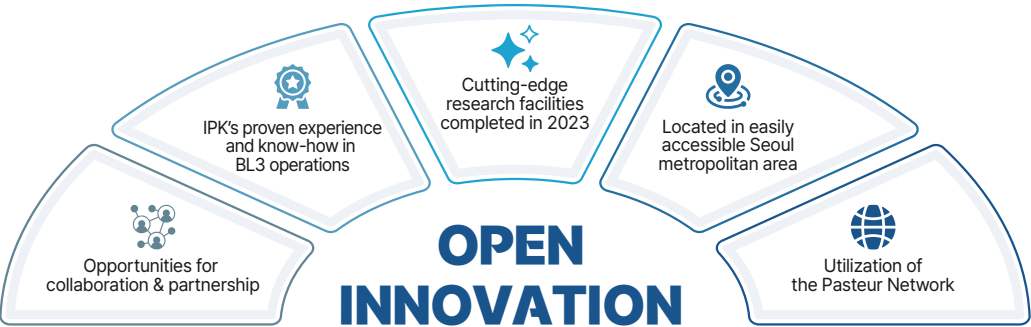 Opportunities for
collaboration & partnership
IPK's proven experience
and know-how in
BL3 operations
Cutting-edge
research facilities
completed in 2023
Located in easily
accessible Seoul
metropolitan area
Utilization of
the Pasteur Network
OPEN
INNOVATION